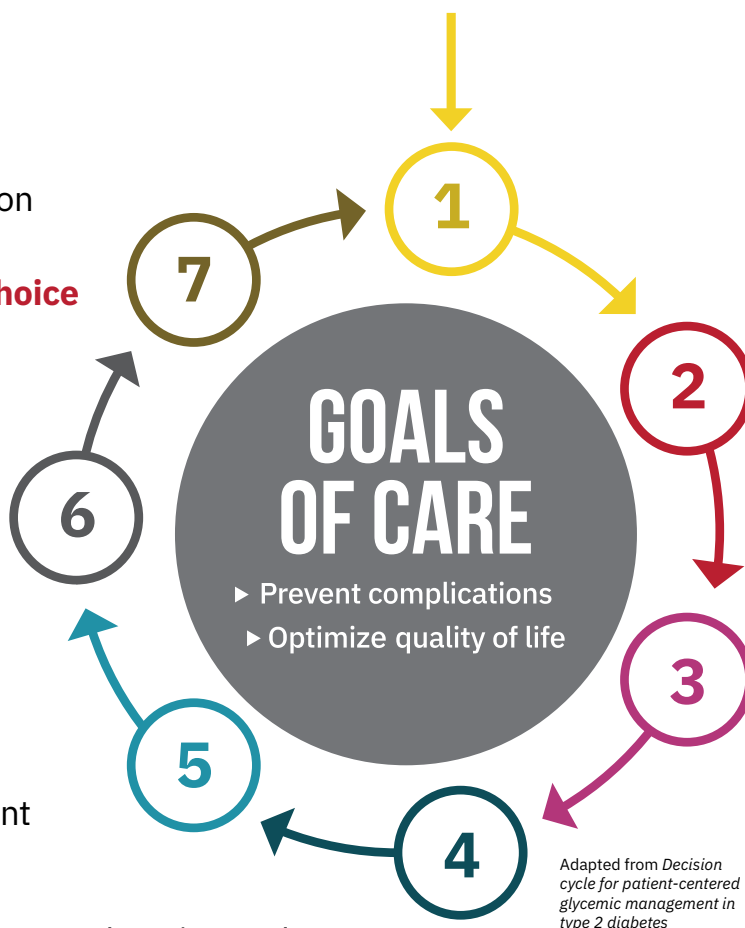 1
on
7
hoice
2
GOALS
OF CARE
▶ Prevent complications
▶ Optimize quality of life
6
3
5
nt
4
Adapted from Decision
cycle for patient-centered
glycemic management in
type 2 diabetes